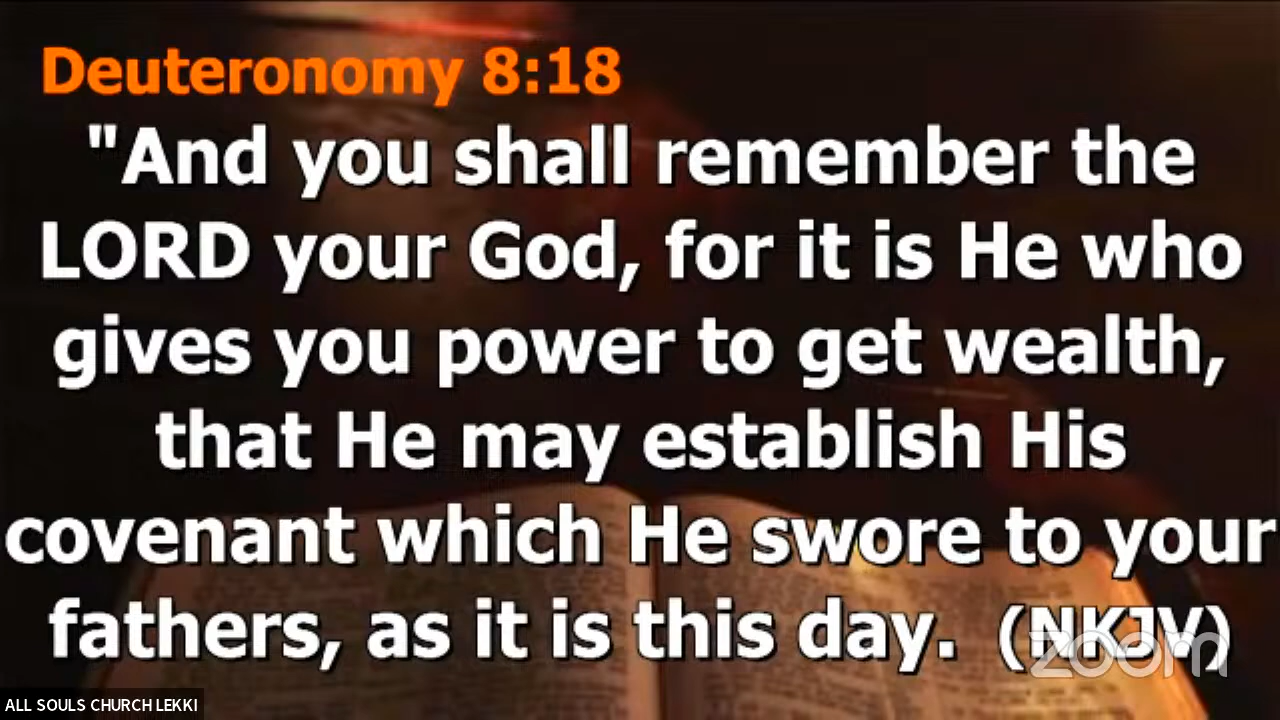 Deuteronomy 8:18
"And you shall remember the
LORD your God, for it is He who
gives you power to get wealth,
that He may establish His
covenant which He swore to your
fathers, as it is this day. (NKJV)
zoom
ALL SOULS CHURCH LEKKI